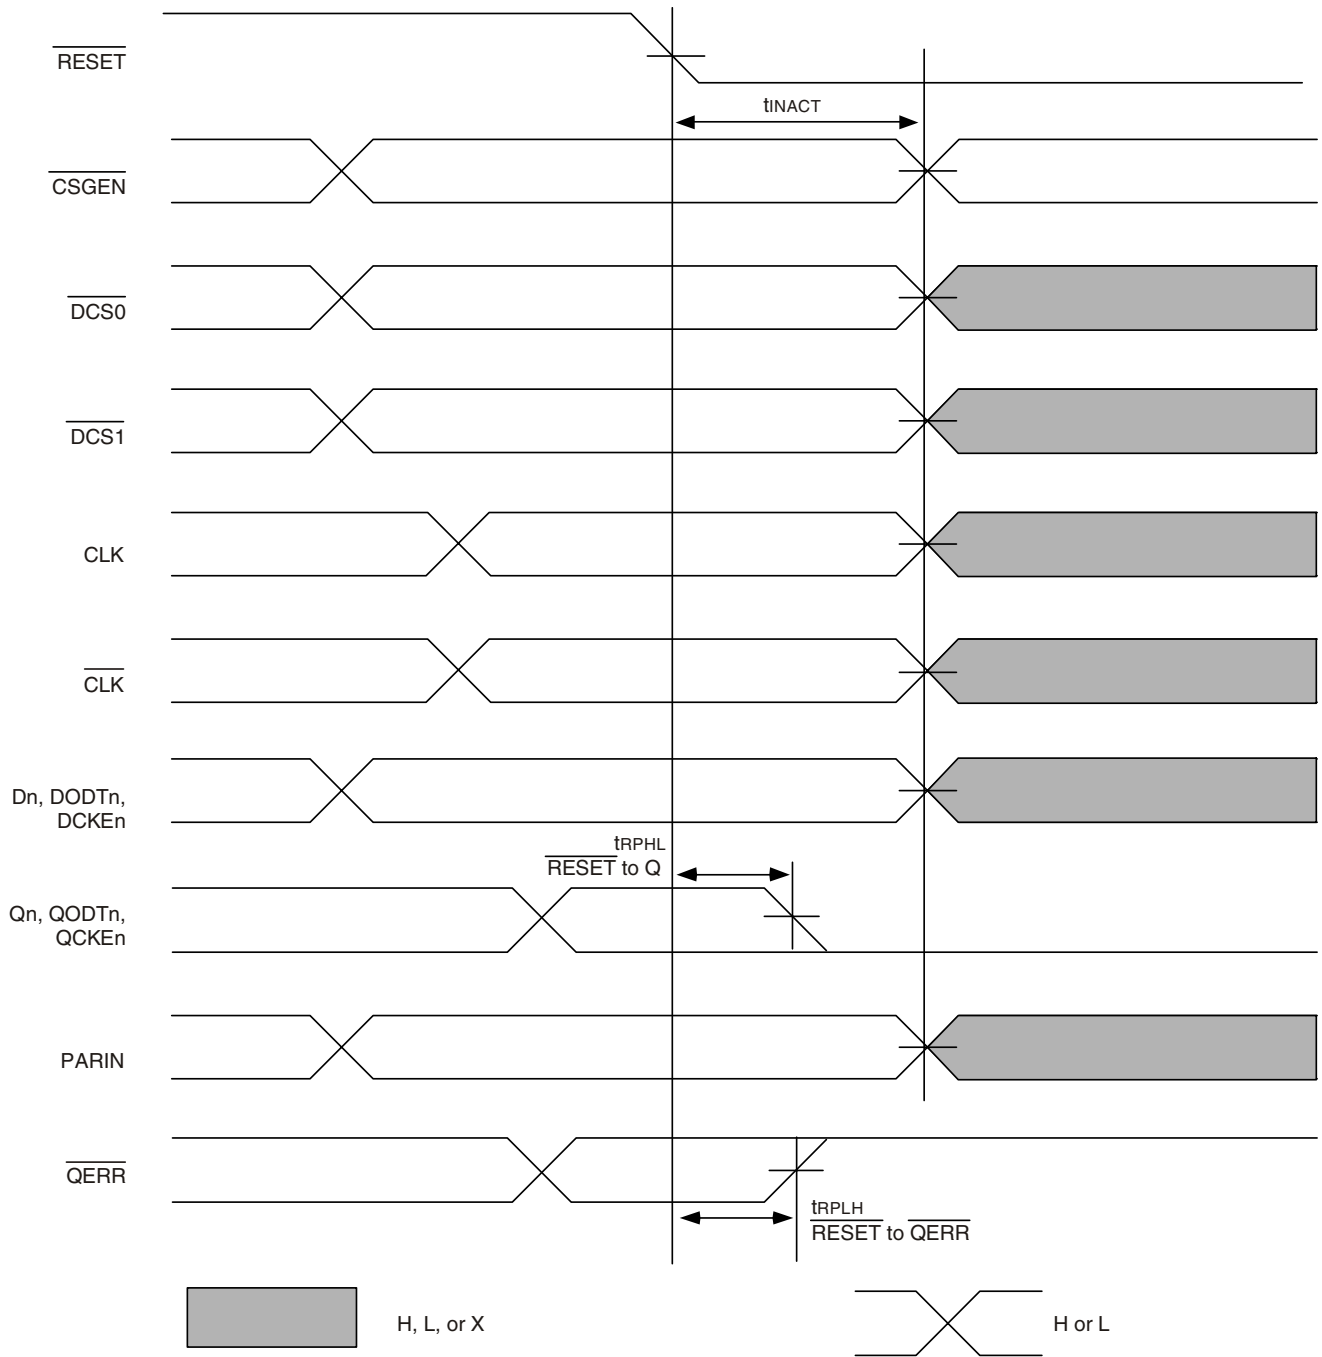 RESET
tINACT
CSGEN
DCS0
DCS1
CLK
CLK
Dn, DODTn,
DCKEn
tRPHL
RESET to Q
Qn, QODTn,
QCKEn
PARIN
QERR
tRPLH
RESET to QERR
H, L, or X
H or L